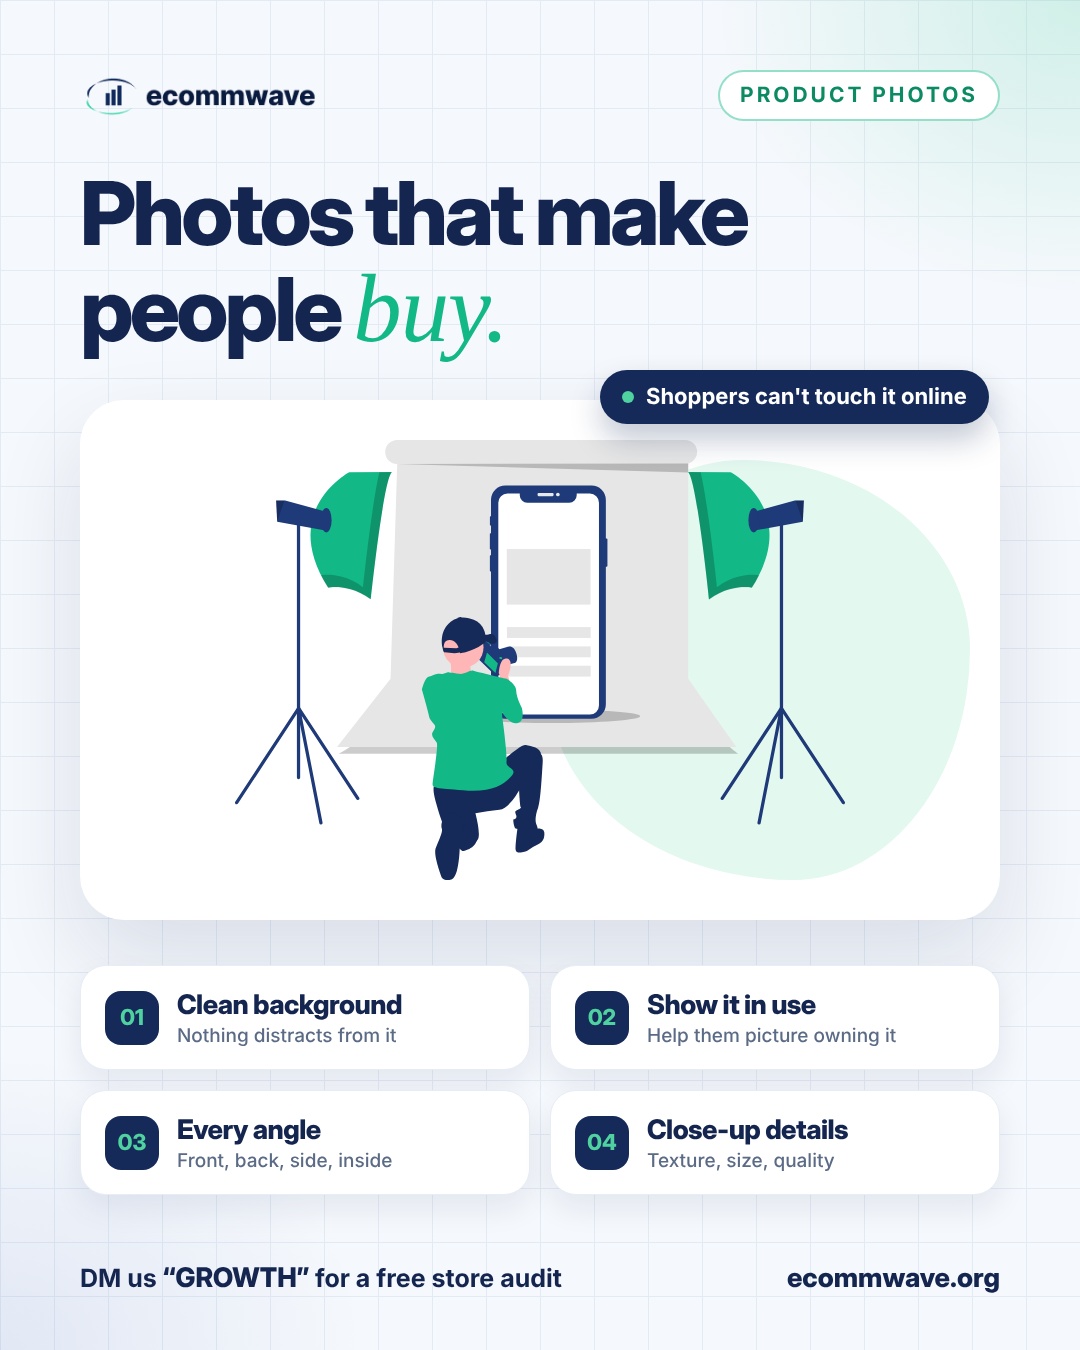 ecommwave
PRODUCT PHOTOS
Photos that make
people buy.
Shoppers can't touch it online
01
Clean background
Nothing distracts from it
02
Show it in use
Help them picture owning it
03
Every angle
Front, back, side, inside
04
Close-up details
Texture, size, quality
DM us “GROWTH” for a free store audit
ecommwave.org